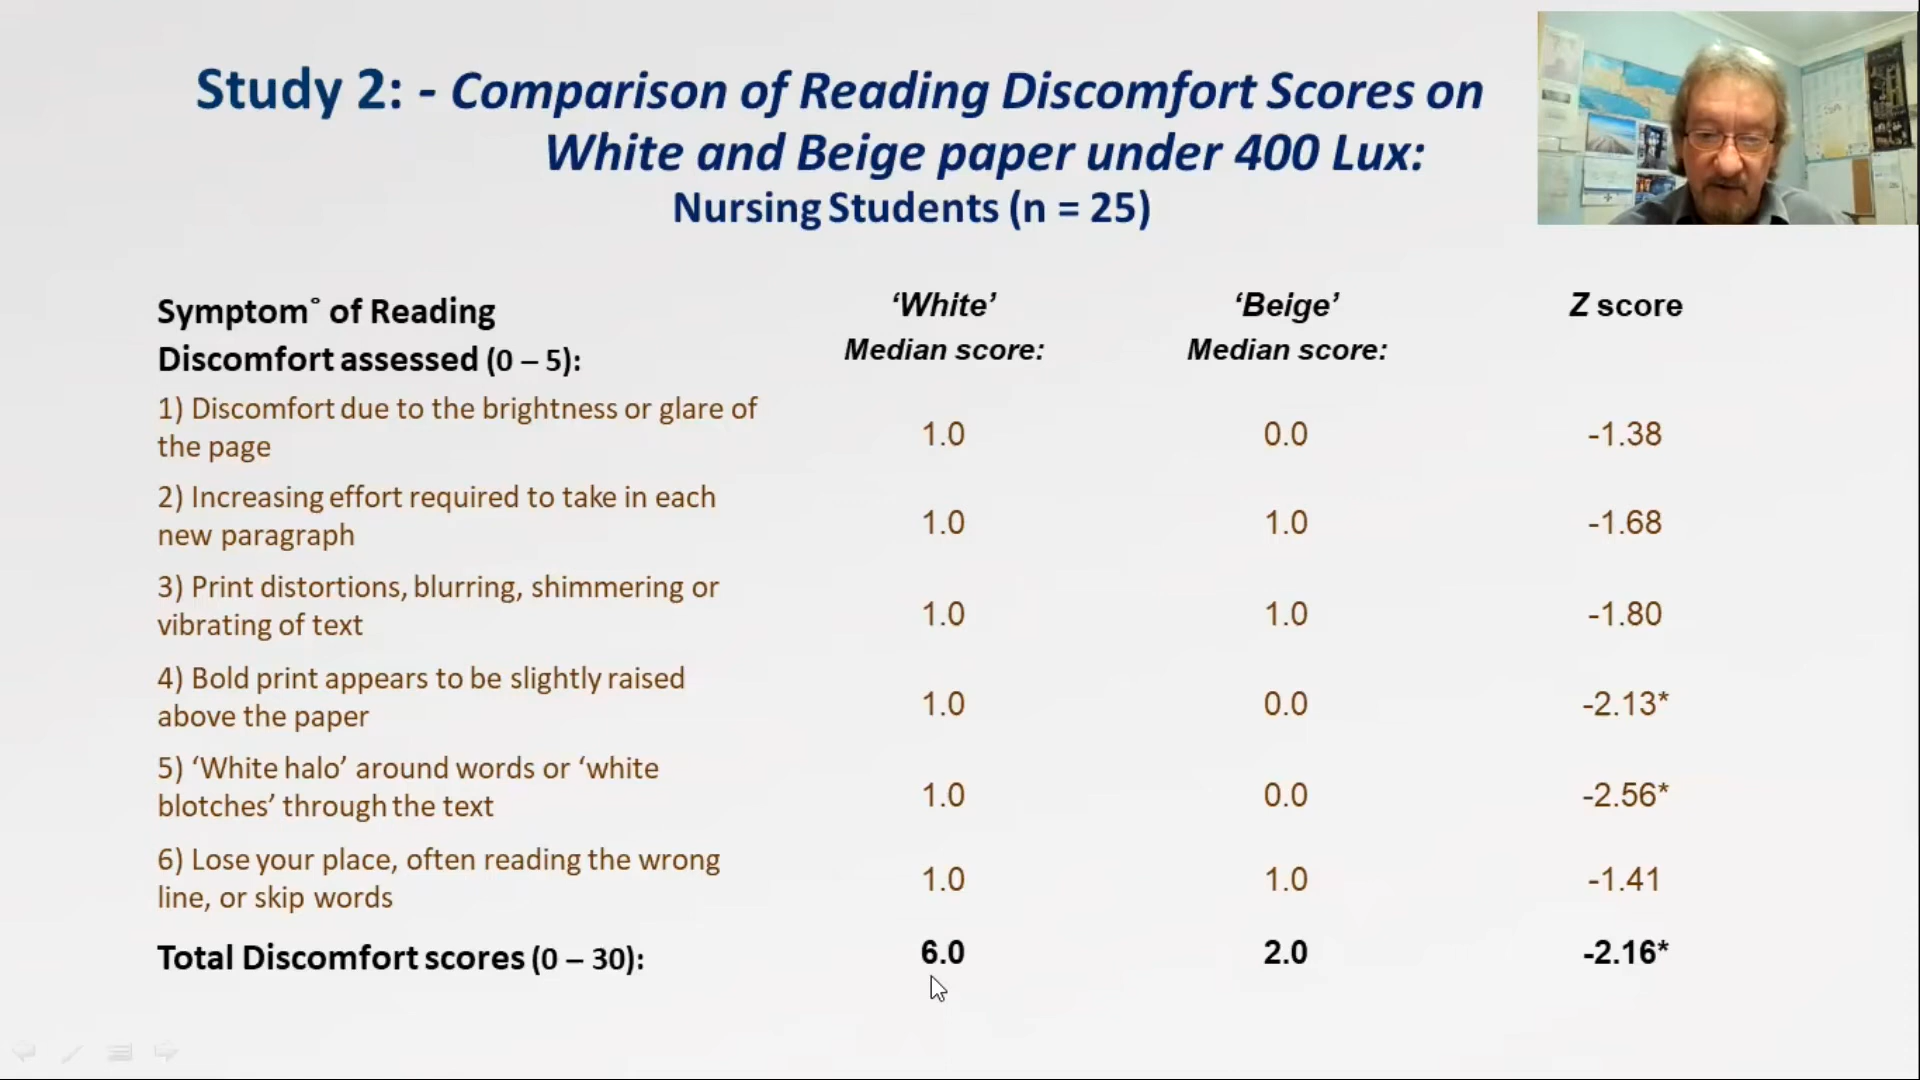 Study 2: - Comparison of Reading Discomfort Scores on
White and Beige paper under 400 Lux:
Nursing Students (n = 25)
Symptom° of Reading
Discomfort assessed (0 – 5):
‘White’
Median score:
‘Beige’
Median score:
Z score
1) Discomfort due to the brightness or glare of
the page
1.0 0.0 -1.38
2) Increasing effort required to take in each
new paragraph
1.0 1.0 -1.68
3) Print distortions, blurring, shimmering or
vibrating of text
1.0 1.0 -1.80
4) Bold print appears to be slightly raised
above the paper
1.0 0.0 -2.13*
5) ‘White halo’ around words or ‘white
blotches’ through the text
1.0 0.0 -2.56*
6) Lose your place, often reading the wrong
line, or skip words
1.0 1.0 -1.41
Total Discomfort scores (0 – 30): 6.0 2.0 -2.16*